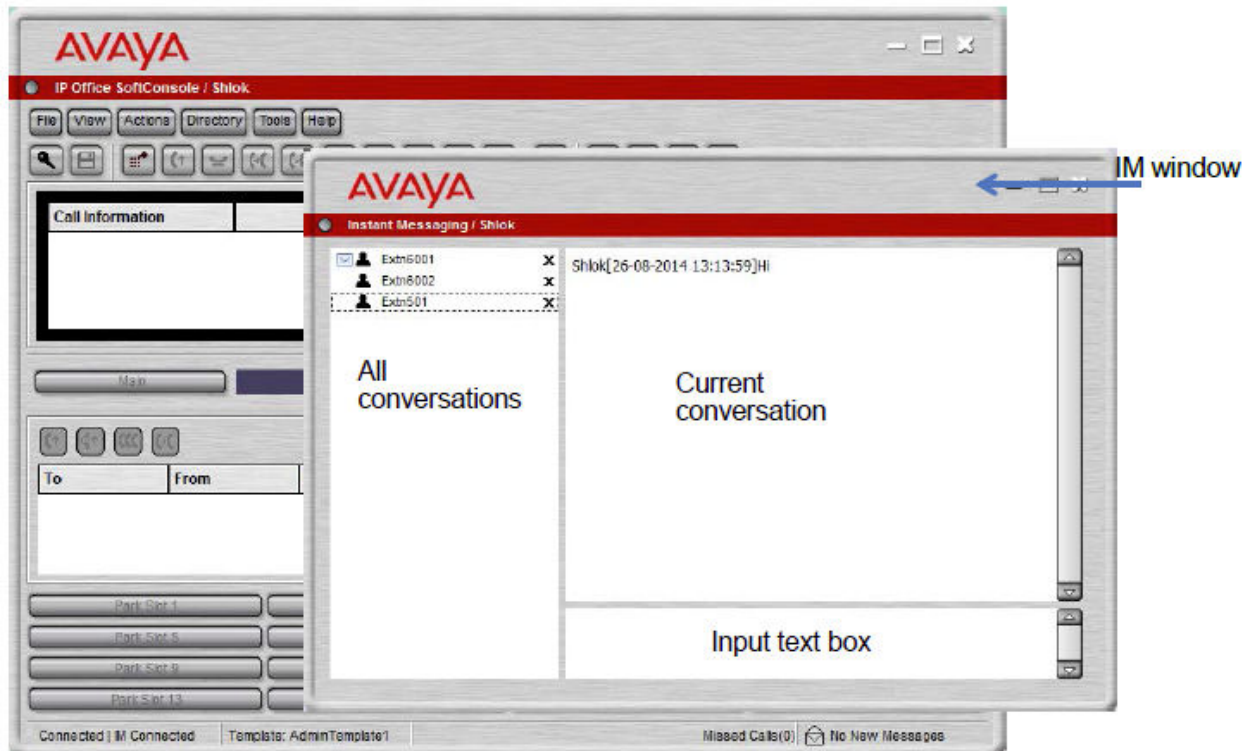 AVAYA
IP Office SoftConsole / Shlok
File View Actions Directory Tools Help
Call Information
Main
To From
Park Slot 1
Park Slot 5
Park Slot 9
Park Slot 13
Connected | IM Connected Template: AdminTemplate1 Missed Calls(0) No New Messages
IM window
AVAYA
Instant Messaging / Shlok
Extn6001 X
Extn6002 X
Extn501 X
Shlok[26-08-2014 13:13:59]Hi
All
conversations
Current
conversation
Input text box